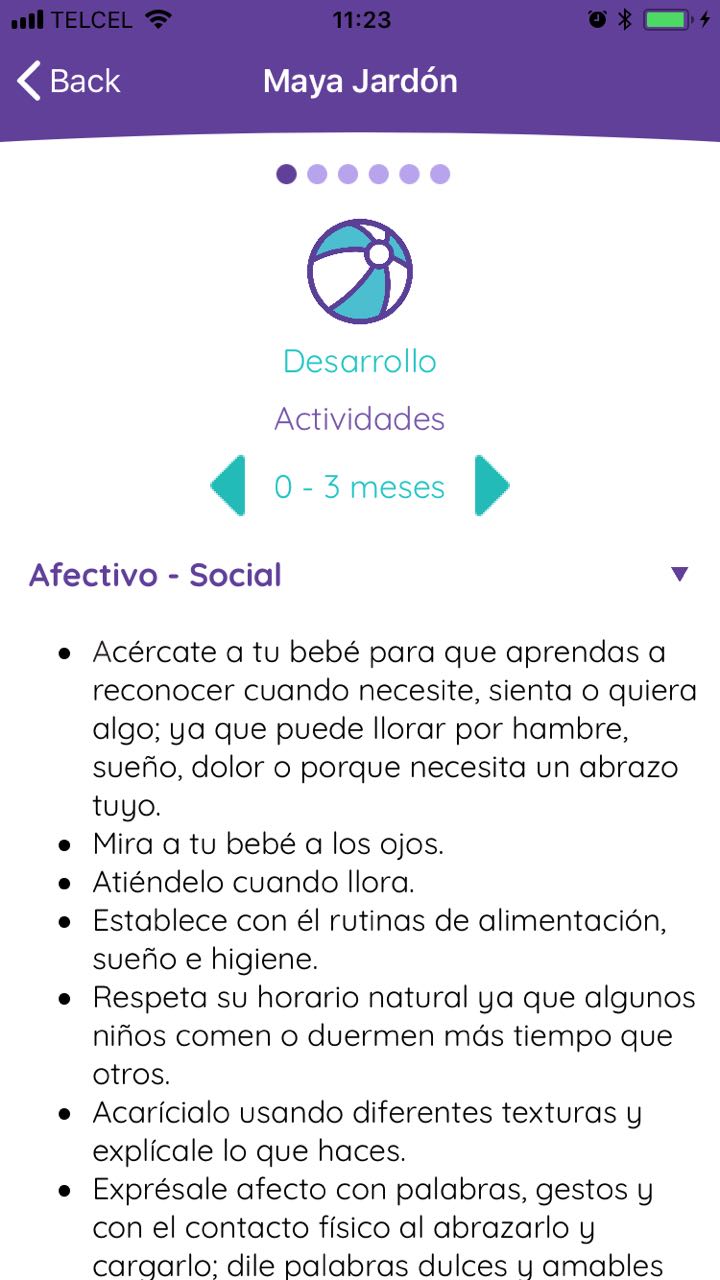 TELCEL 11:23
Back Maya Jardón
Desarrollo
Actividades
0 - 3 meses
Afectivo - Social
• Acércate a tu bebé para que aprendas a
reconocer cuando necesite, sienta o quiera
algo; ya que puede llorar por hambre,
sueño, dolor o porque necesita un abrazo
tuyo.
• Mira a tu bebé a los ojos.
• Atiéndelo cuando llora.
• Establece con él rutinas de alimentación,
sueño e higiene.
• Respeta su horario natural ya que algunos
niños comen o duermen más tiempo que
otros.
• Acarícialo usando diferentes texturas y
explícale lo que haces.
• Exprésale afecto con palabras, gestos y
con el contacto físico al abrazarlo y
cargarlo; dile palabras dulces y amables